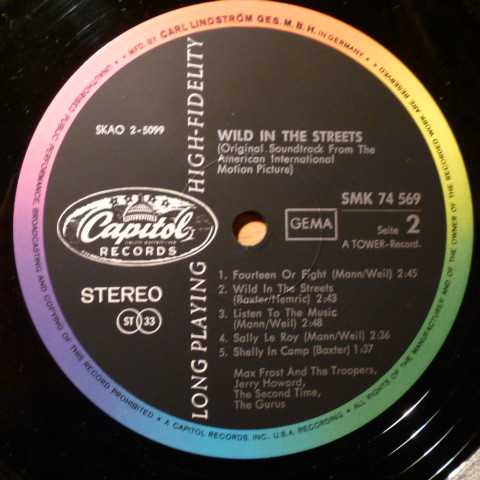 • MFD. BY CARL LINDSTRÖM GES. M. B. H. IN GERMANY •
ALL RIGHTS OF THE MANUFACTURER AND OF THE OWNER OF THE RECORDED WORK ARE RESERVED
UNAUTHORISED PUBLIC PERFORMANCE, BROADCASTING AND COPYING OF THIS RECORD PROHIBITED •
• A CAPITOL RECORDS, INC., U.S.A. RECORDING •
LONG PLAYING HIGH-FIDELITY
SKAO 2-5099
WILD IN THE STREETS
(Original Soundtrack From The
American International
Motion Picture)
SMK 74 569
GEMA
Seite 2
A TOWER-Record.
Capitol
RECORDS
STEREO
ST 33
1. Fourteen Or Fight (Mann/Weil) 2:45
2. Wild In The Streets
(Baxter/Hemric) 2:43
3. Listen To The Music
(Mann/Weil) 2:48
4. Sally Le Roy (Mann/Weil) 2:36
5. Shelly In Camp (Baxter) 1:37
Max Frost And The Troopers,
Jerry Howard,
The Second Time,
The Gurus